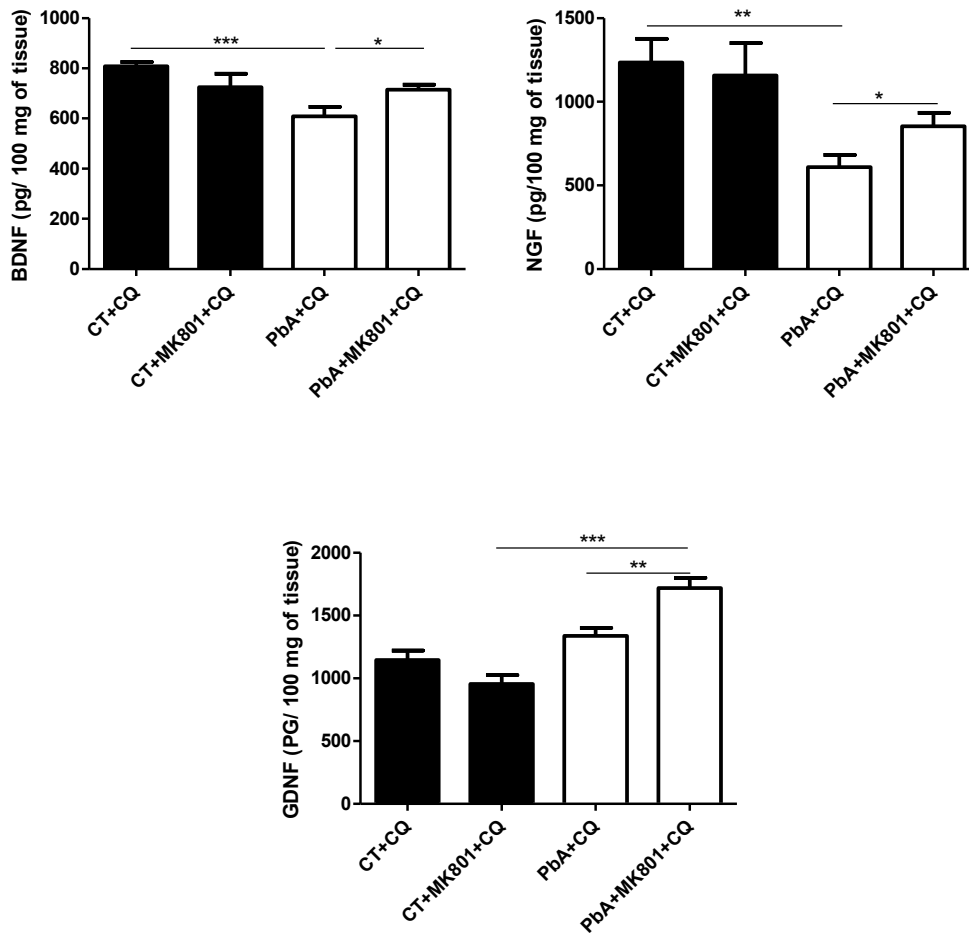 BDNF (pg/ 100 mg of tissue)
1000
800
600
400
200
0
***
*
CT+CQ
CT+MK801+CQ
PbA+CQ
PbA+MK801+CQ
NGF (pg/100 mg of tissue)
1500
1000
500
0
**
*
CT+CQ
CT+MK801+CQ
PbA+CQ
PbA+MK801+CQ
GDNF (PG/ 100 mg of tissue)
2000
1500
1000
500
0
***
**
CT+CQ
CT+MK801+CQ
PbA+CQ
PbA+MK801+CQ